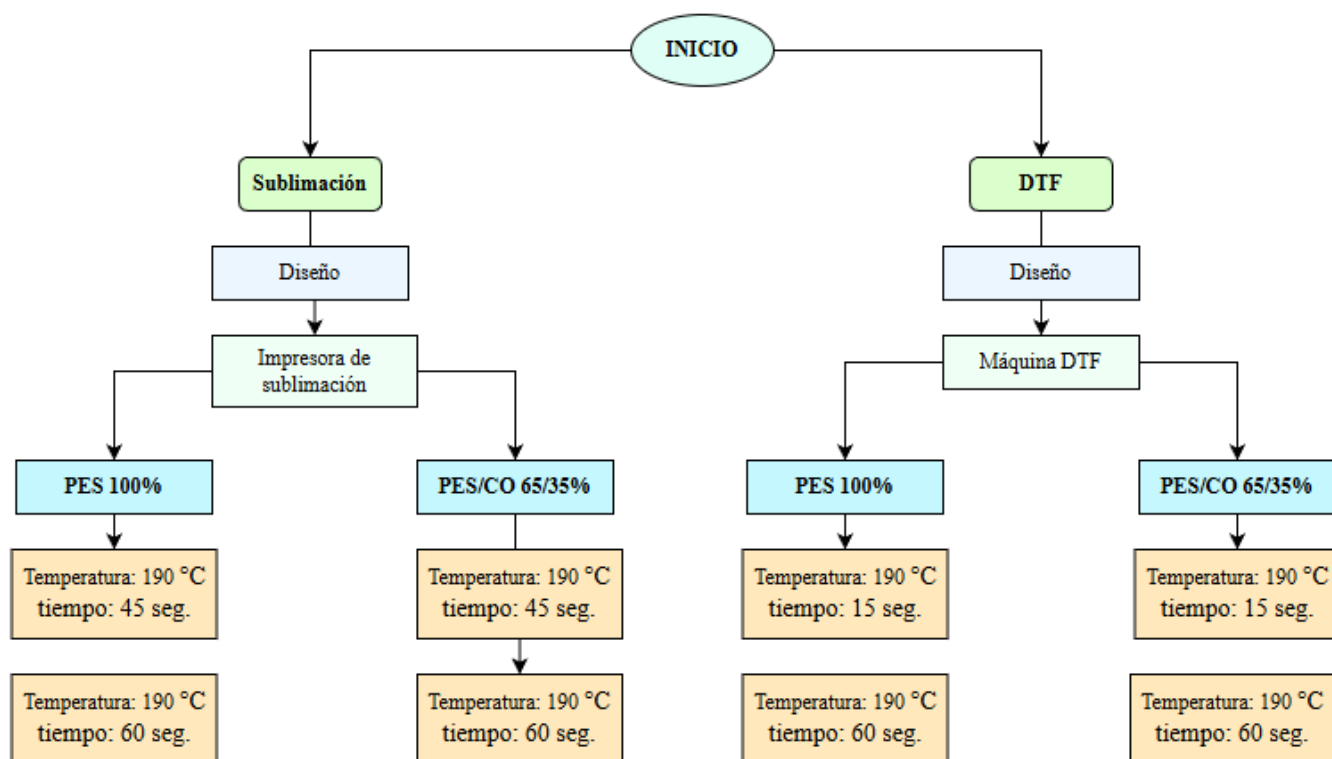 INICIO
Sublimación
DTF
Diseño
Diseño
Impresora de
sublimación
Máquina DTF
PES 100%
PES/CO 65/35%
PES 100%
PES/CO 65/35%
Temperatura: 190 °C
tiempo: 45 seg.
Temperatura: 190 °C
tiempo: 45 seg.
Temperatura: 190 °C
tiempo: 15 seg.
Temperatura: 190 °C
tiempo: 15 seg.
Temperatura: 190 °C
tiempo: 60 seg.
Temperatura: 190 °C
tiempo: 60 seg.
Temperatura: 190 °C
tiempo: 60 seg.
Temperatura: 190 °C
tiempo: 60 seg.